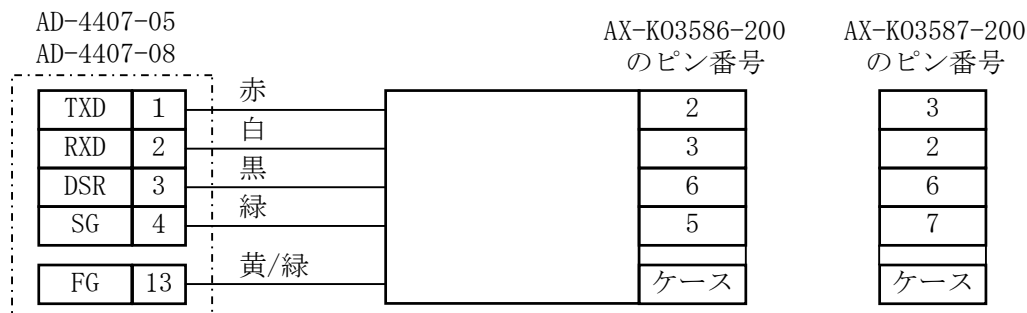 AD-4407-05
AD-4407-08
AX-KO3586-200
のピン番号
AX-KO3587-200
のピン番号
TXD 1 赤 2 3
RXD 2 白 3 2
DSR 3 黒 6 6
SG 4 緑 5 7
FG 13 黄/緑 ケース ケース